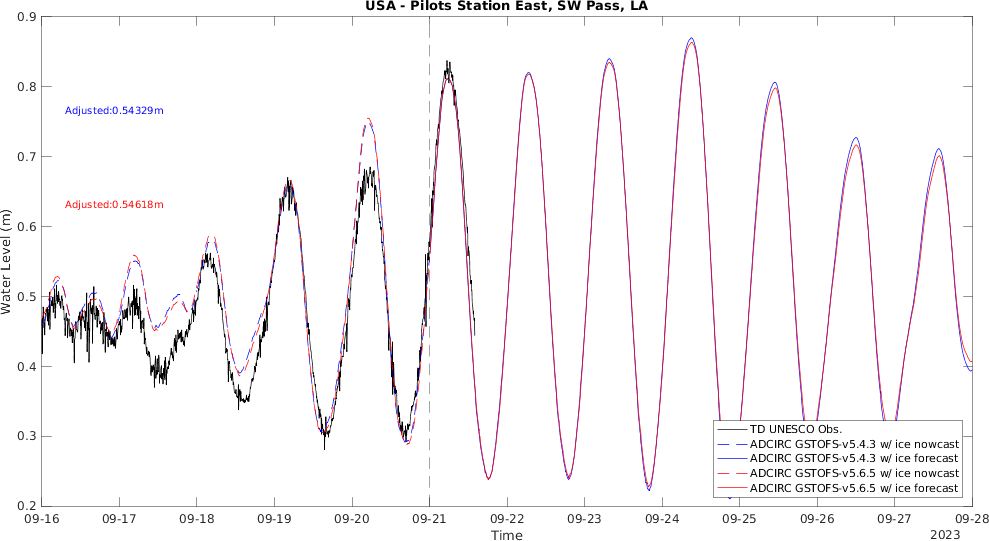 USA - Pilots Station East, SW Pass, LA
0.9
0.8
0.7
0.6
0.5
0.4
0.3
0.2
Water Level (m)
Adjusted:0.54329m
Adjusted:0.54618m
TD UNESCO Obs.
ADCIRC GSTOFS-v5.4.3 w/ ice nowcast
ADCIRC GSTOFS-v5.4.3 w/ ice forecast
ADCIRC GSTOFS-v5.6.5 w/ ice nowcast
ADCIRC GSTOFS-v5.6.5 w/ ice forecast
09-16 09-17 09-18 09-19 09-20 09-21 09-22 09-23 09-24 09-25 09-26 09-27 09-28
Time
2023